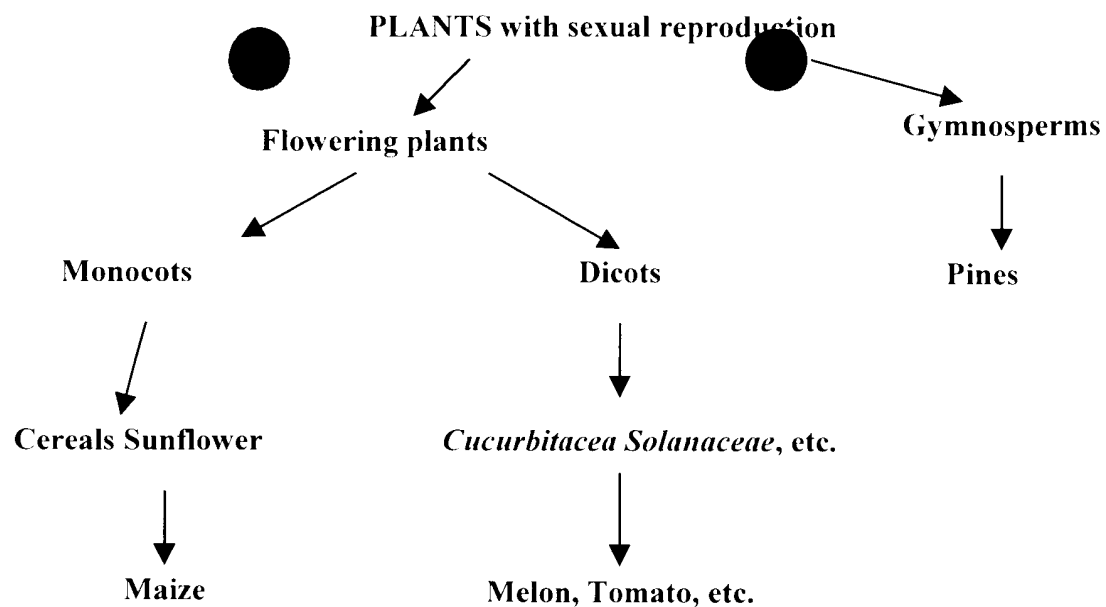 PLANTS with sexual reproduction
Flowering plants
Gymnosperms
Monocots
Dicots
Pines
Cereals Sunflower
Cucurbitacea Solanaceae, etc.
Maize
Melon, Tomato, etc.